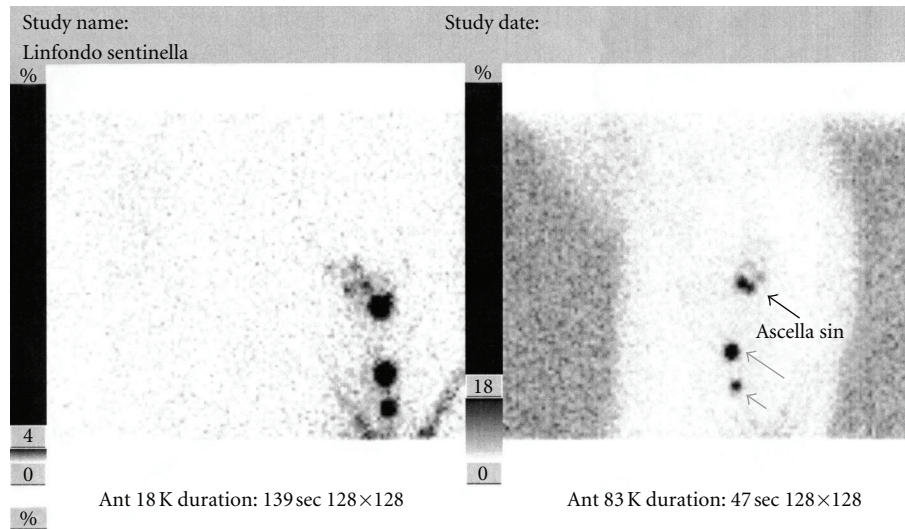 Study name:
Study date:
Linfondo sentinella
%
%
4
0
%
18
0
Ascella sin
Ant 18 K duration: 139 sec 128×128
Ant 83 K duration: 47 sec 128×128